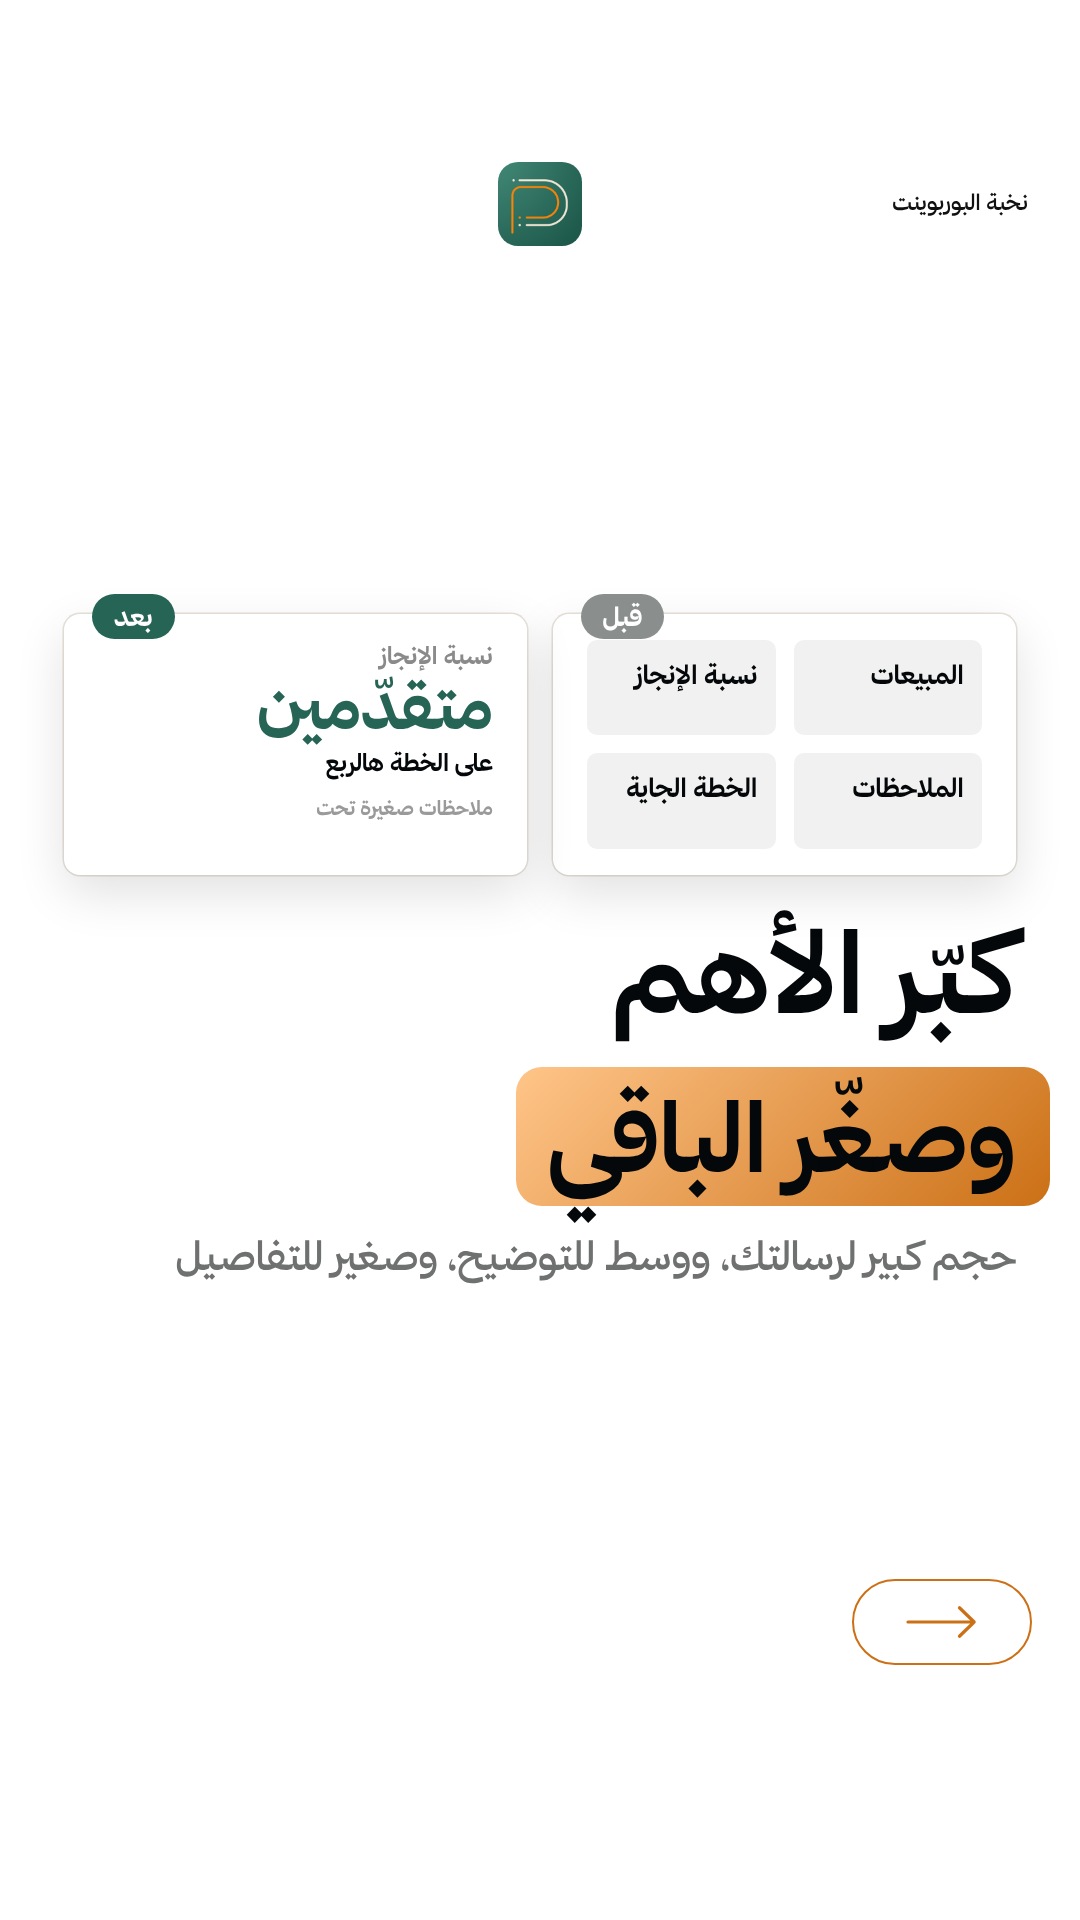 نخبة البوربوينت
قبل
المبيعات
نسبة الإنجاز
الملاحظات
الخطة الجاية
بعد
نسبة الإنجاز
متقدّمين
على الخطة هالربع
ملاحظات صغيرة تحت
كبّر الأهم
وصغّر الباقي
حجم كبير لرسالتك، ووسط للتوضيح، وصغير للتفاصيل